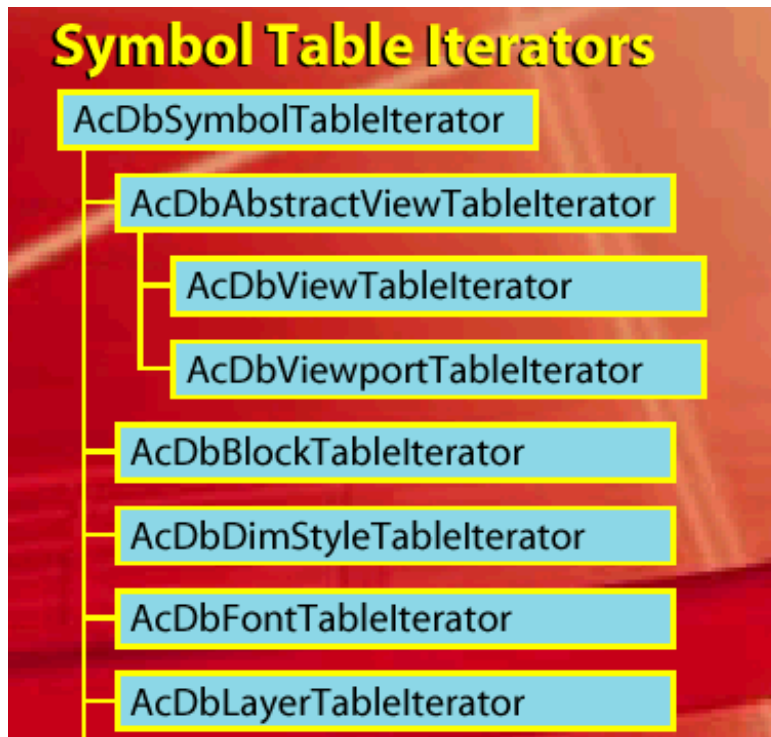 Symbol Table Iterators
AcDbSymbolTableIterator
AcDbAbstractViewTableIterator
AcDbViewTableIterator
AcDbViewportTableIterator
AcDbBlockTableIterator
AcDbDimStyleTableIterator
AcDbFontTableIterator
AcDbLayerTableIterator